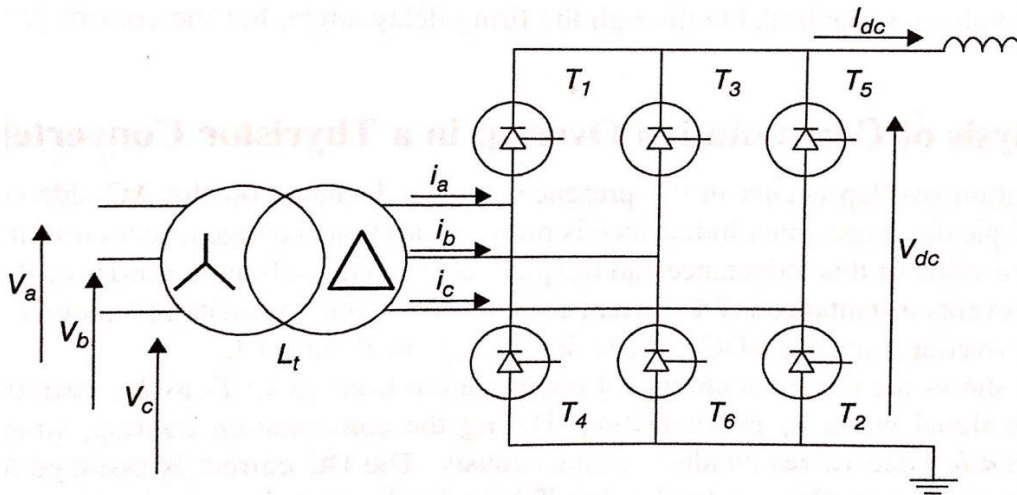 I_dc
T_1 T_3 T_5
i_a
i_b
i_c
V_a
V_b
V_c
L_t
V_dc
T_4 T_6 T_2